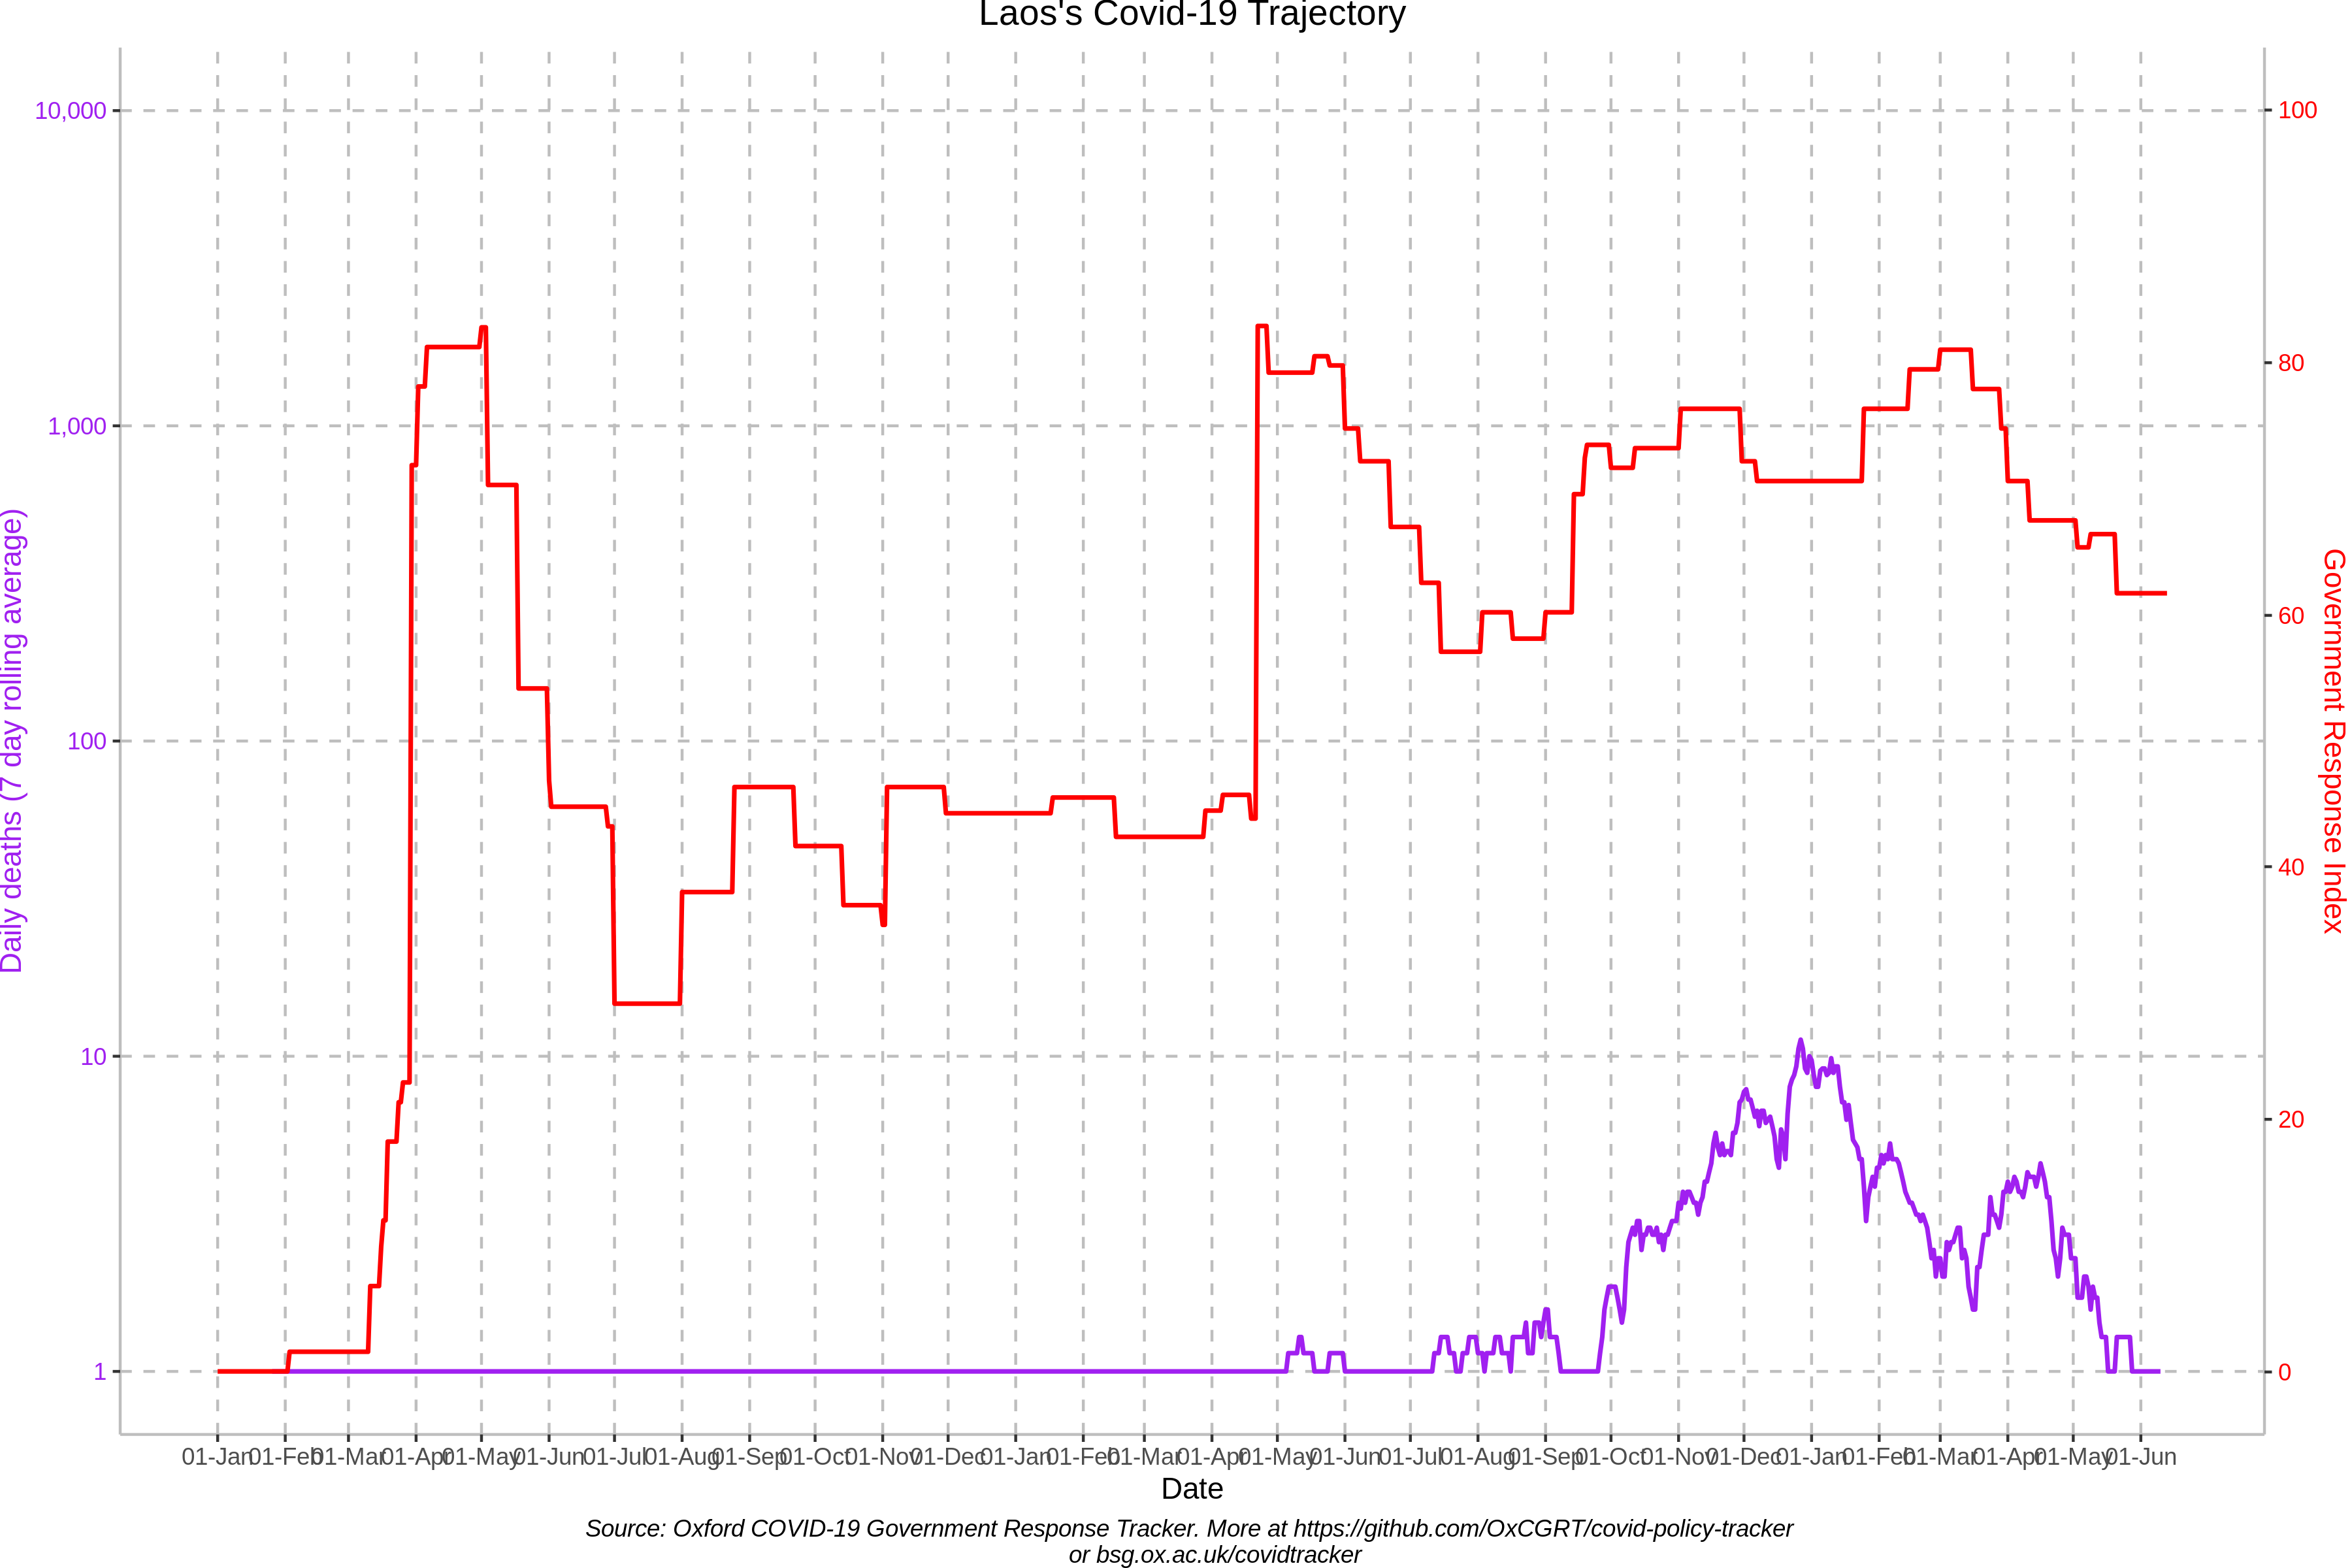 Laos's Covid-19 Trajectory
10,000
1,000
100
10
1
Daily deaths (7 day rolling average)
100
80
60
40
20
0
Government Response Index
01-Jan 01-Feb 01-Mar 01-Apr 01-May 01-Jun 01-Jul 01-Aug 01-Sep 01-Oct 01-Nov 01-Dec 01-Jan 01-Feb 01-Mar 01-Apr 01-May 01-Jun 01-Jul 01-Aug 01-Sep 01-Oct 01-Nov 01-Dec 01-Jan 01-Feb 01-Mar 01-Apr 01-May 01-Jun
Date
Source: Oxford COVID-19 Government Response Tracker. More at https://github.com/OxCGRT/covid-policy-tracker
or bsg.ox.ac.uk/covidtracker